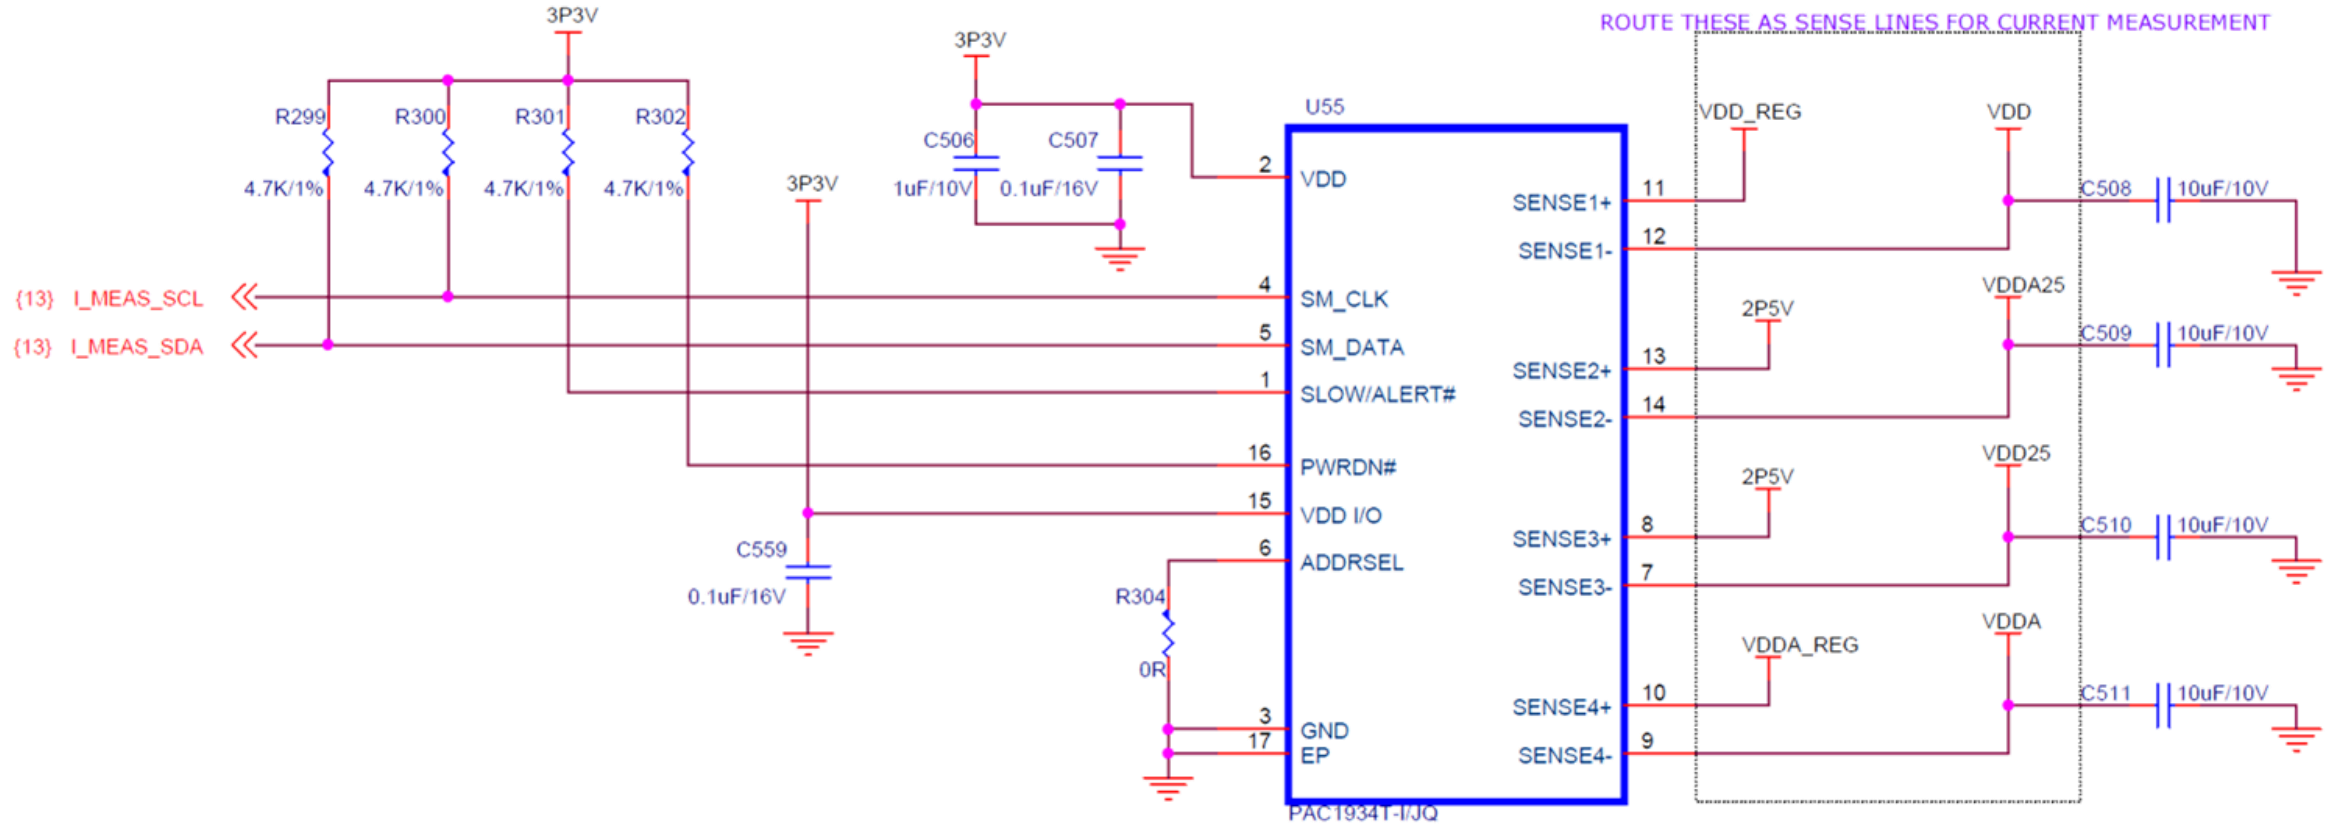 ROUTE THESE AS SENSE LINES FOR CURRENT MEASUREMENT
3P3V
R299
4.7K/1%
R300
4.7K/1%
R301
4.7K/1%
R302
4.7K/1%
{13} I_MEAS_SCL
{13} I_MEAS_SDA
3P3V
C559
0.1uF/16V
3P3V
C506
1uF/10V
C507
0.1uF/16V
R304
0R
U55
2 VDD
4 SM_CLK
5 SM_DATA
1 SLOW/ALERT#
16 PWRDN#
15 VDD I/O
6 ADDRSEL
3 GND
17 EP
SENSE1+ 11
SENSE1- 12
SENSE2+ 13
SENSE2- 14
SENSE3+ 8
SENSE3- 7
SENSE4+ 10
SENSE4- 9
PAC1934T-I/JQ
VDD_REG
VDD
C508 10uF/10V
2P5V
VDDA25
C509 10uF/10V
2P5V
VDD25
C510 10uF/10V
VDDA_REG
VDDA
C511 10uF/10V